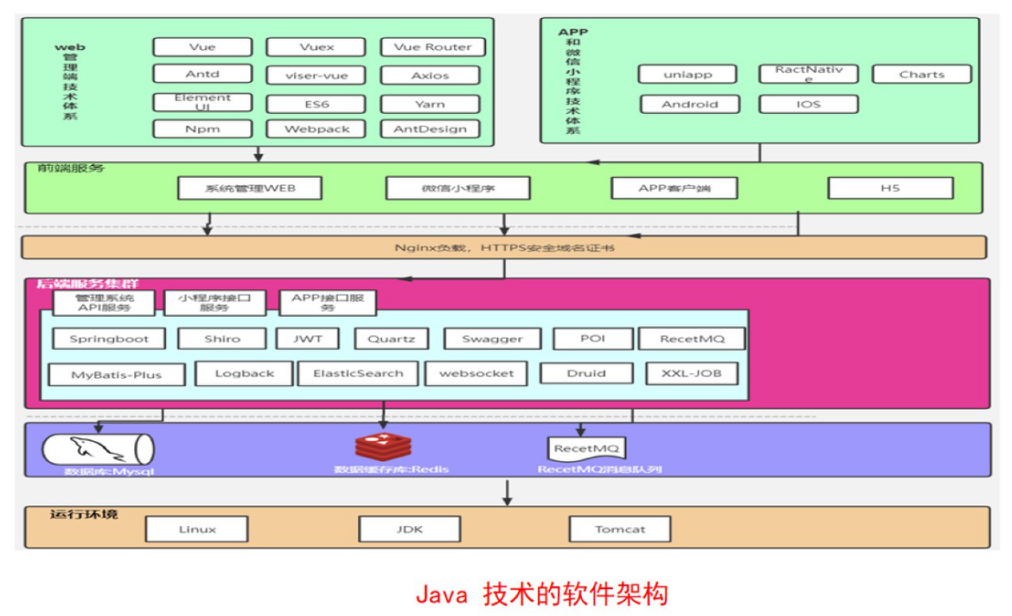 web管理端技术体系
Vue
Vuex
Vue Router
Antd
viser-vue
Axios
Element
UI
ES6
Yarn
Npm
Webpack
AntDesign
APP和微信小程序技术体系
uniapp
RactNativ
e
Charts
Android
IOS
前端服务
系统管理WEB
微信小程序
APP客户端
H5
Nginx负载，HTTPS安全域名证书
后端服务集群
管理系统
API服务
小程序接口
服务
APP接口服
务
Springboot
Shiro
JWT
Quartz
Swagger
POI
RecetMQ
MyBatis-Plus
Logback
ElasticSearch
websocket
Druid
XXL-JOB
数据库:Mysql
数据缓存库:Redis
RecetMQ
RecetMQ消息队列
运行环境
Linux
JDK
Tomcat
Java 技术的软件架构